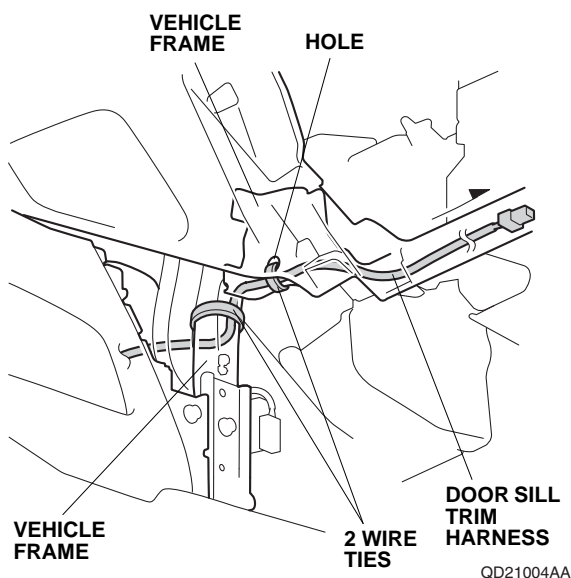 VEHICLE
FRAME
HOLE
VEHICLE
FRAME
2 WIRE
TIES
DOOR SILL
TRIM
HARNESS
QD21004AA